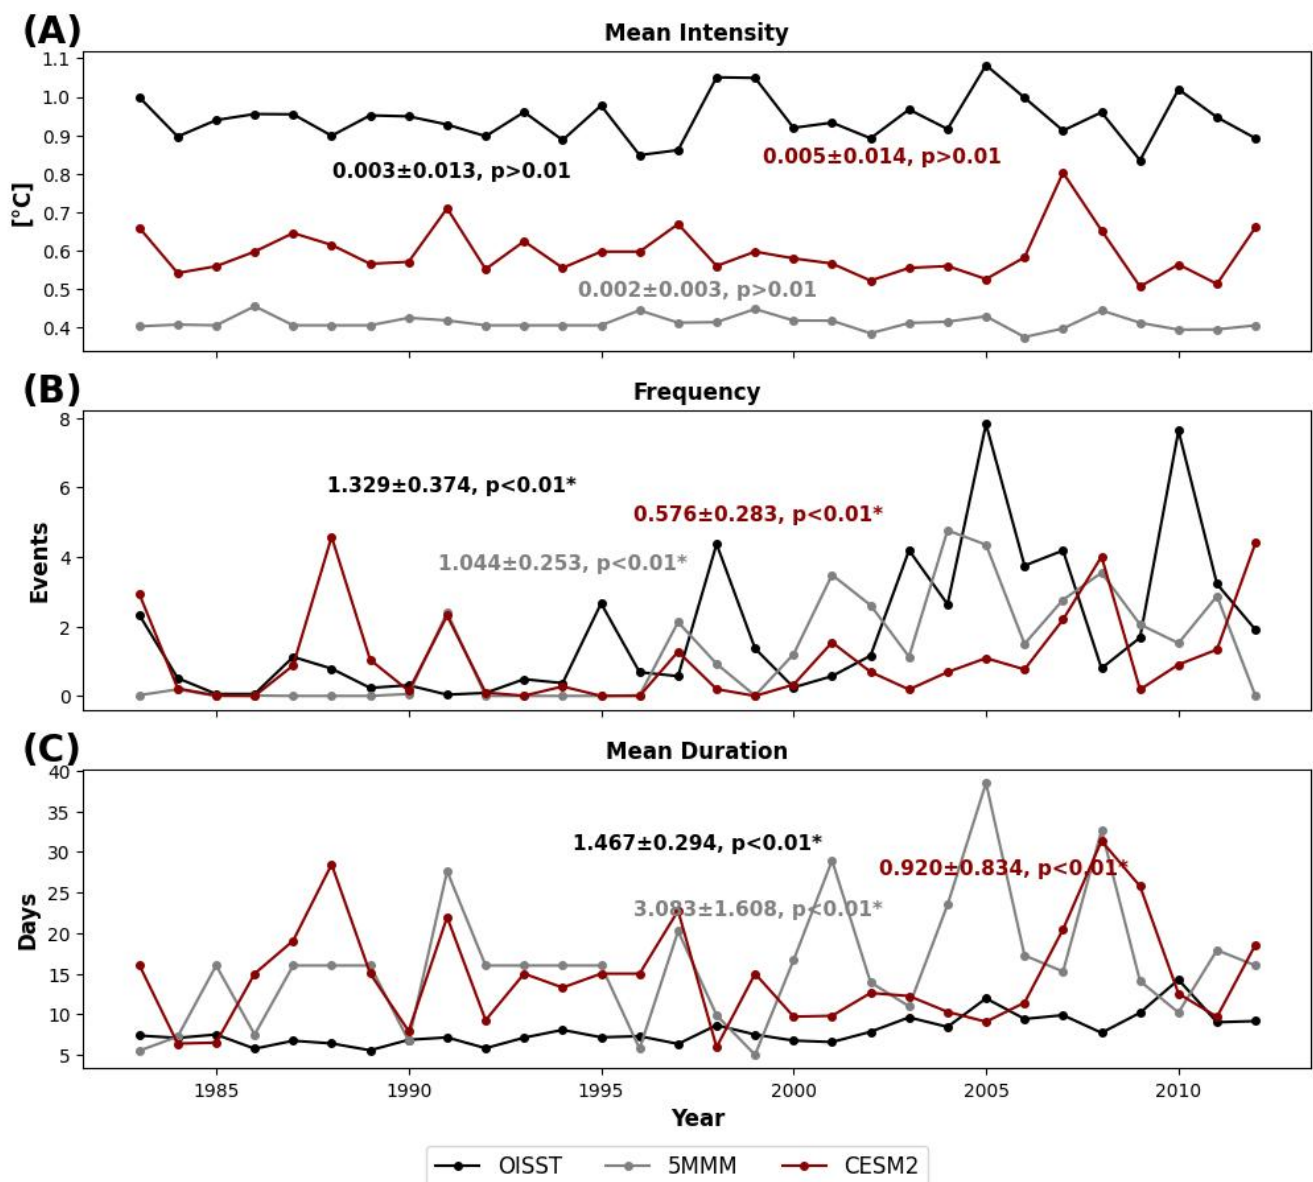 (A)
Mean Intensity
1.1
1.0
0.9
0.8
0.7
0.6
0.5
0.4
[°C]
0.003±0.013, p>0.01
0.005±0.014, p>0.01
0.002±0.003, p>0.01
(B)
Frequency
8
6
4
2
0
Events
1.329±0.374, p<0.01*
0.576±0.283, p<0.01*
1.044±0.253, p<0.01*
(C)
Mean Duration
40
35
30
25
20
15
10
5
Days
1.467±0.294, p<0.01*
0.920±0.834, p<0.01*
3.083±1.608, p<0.01*
1985 1990 1995 2000 2005 2010
Year
OISST 5MMM CESM2